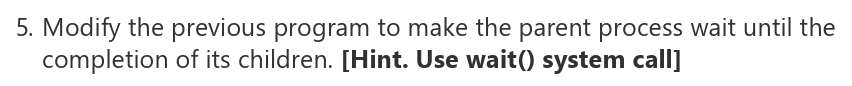 5. Modify the previous program to make the parent process wait until the
completion of its children. [Hint. Use wait() system call]